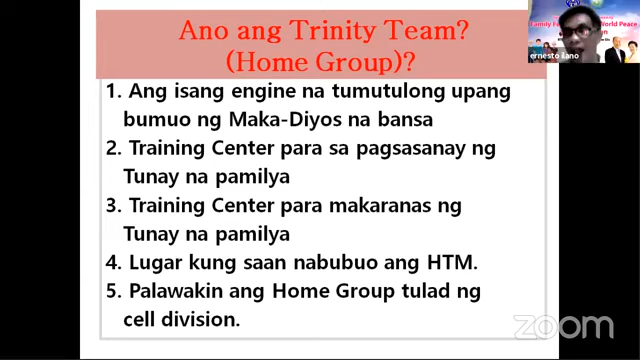 Ano ang Trinity Team?
(Home Group)?
1. Ang isang engine na tumutulong upang
bumuo ng Maka-Diyos na bansa
2. Training Center para sa pagsasanay ng
Tunay na pamilya
3. Training Center para makaranas ng
Tunay na pamilya
4. Lugar kung saan nabubuo ang HTM.
5. Palawakin ang Home Group tulad ng
cell division.
World Peace
ernesto ilano
zoom